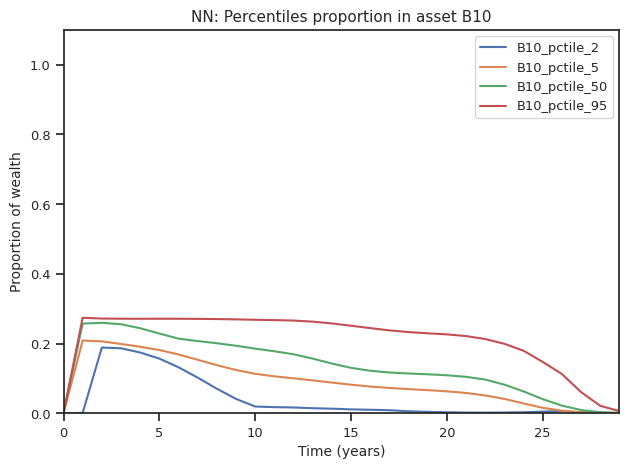 NN: Percentiles proportion in asset B10
B10_pctile_2
B10_pctile_5
B10_pctile_50
B10_pctile_95
1.0
0.8
0.6
0.4
0.2
0.0
Proportion of wealth
0 5 10 15 20 25
Time (years)